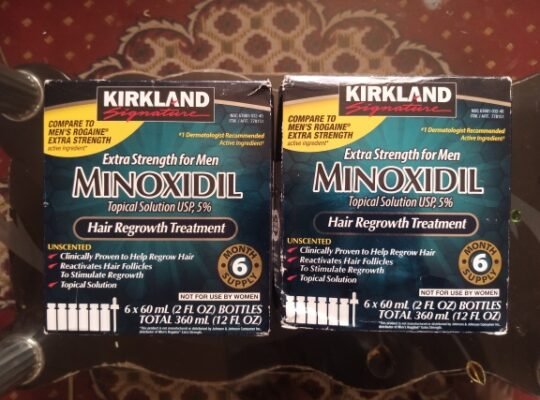 KIRKLAND
Signature
COMPARE TO
MEN'S ROGAINE®
EXTRA STRENGTH
active ingredient*
#1 Dermatologist Recommended
Active Ingredient†
Extra Strength for Men
MINOXIDIL
Topical Solution USP, 5%
Hair Regrowth Treatment
UNSCENTED
Clinically Proven to Help Regrow Hair
Reactivates Hair Follicles
To Stimulate Regrowth
Topical Solution
MONTH
6
SUPPLY
NOT FOR USE BY WOMEN
6 x 60 mL (2 FL OZ) BOTTLES
TOTAL 360 mL (12 FL OZ)
KIRKLAND
Signature
COMPARE TO
MEN'S ROGAINE®
EXTRA STRENGTH
active ingredient*
#1 Dermatologist Recommended
Active Ingredient†
Extra Strength for Men
MINOXIDIL
Topical Solution USP, 5%
Hair Regrowth Treatment
UNSCENTED
Clinically Proven to Help Regrow Hair
Reactivates Hair Follicles
To Stimulate Regrowth
Topical Solution
MONTH
6
SUPPLY
NOT FOR USE BY WOMEN
6 x 60 mL (2 FL OZ) BOTTLES
TOTAL 360 mL (12 FL OZ)